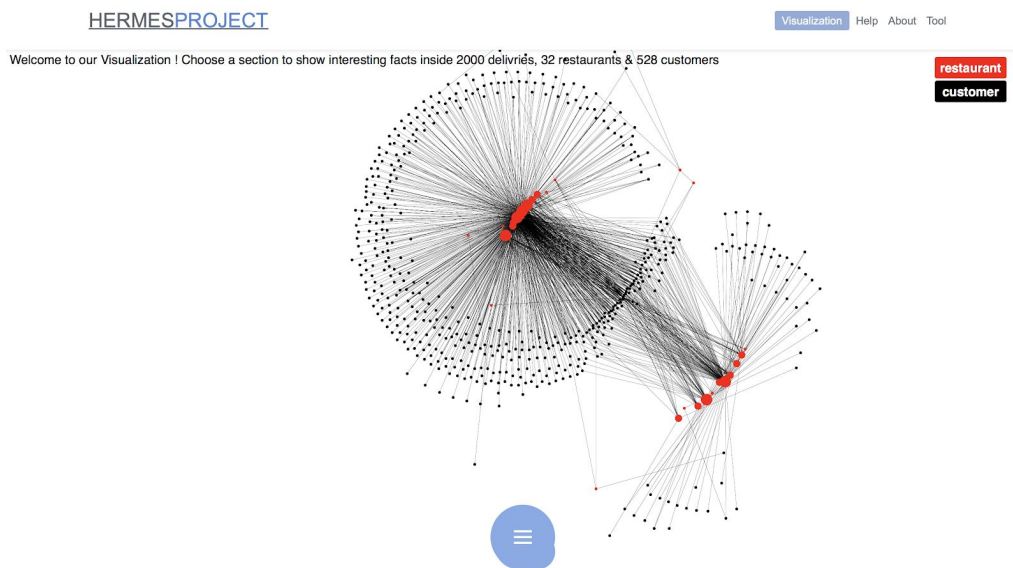 HERMESPROJECT
Visualization Help About Tool
Welcome to our Visualization ! Choose a section to show interesting facts inside 2000 delivries, 32 restaurants & 528 customers
restaurant
customer